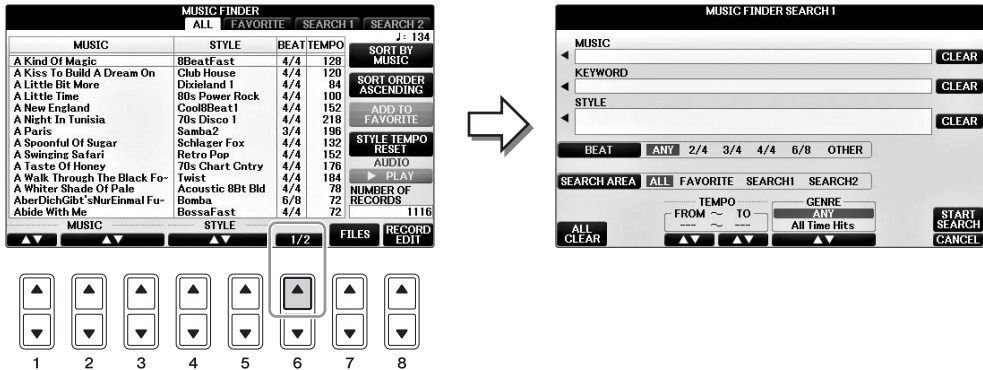 MUSIC FINDER
ALL FAVORITE SEARCH 1 SEARCH 2
♩: 134
MUSIC STYLE BEAT TEMPO
A Kind Of Magic 8BeatFast 4/4 128
A Kiss To Build A Dream On Club House 4/4 120
A Little Bit More Dixieland 1 4/4 84
A Little Time 80s Power Rock 4/4 100
A New England Cool8Beat1 4/4 152
A Night In Tunisia 70s Disco 1 4/4 218
A Paris Samba2 3/4 196
A Spoonful Of Sugar Schlager Fox 4/4 132
A Swinging Safari Retro Pop 4/4 152
A Taste Of Honey 70s Chart Cntry 4/4 176
A Walk Through The Black Fo~ Twist 4/4 184
A Whiter Shade Of Pale Acoustic 8Bt Bld 4/4 78
AberDichGibt'sNurEinmal Fu~ Bomba 6/8 72
Abide With Me BossaFast 4/4 72
SORT BY
MUSIC
SORT ORDER
ASCENDING
ADD TO
FAVORITE
STYLE TEMPO
RESET
AUDIO
▶ PLAY
NUMBER OF
RECORDS
1116
MUSIC STYLE
▲▼ ▲▼ ▲▼ 1/2 FILES RECORD
EDIT
1 2 3 4 5 6 7 8
MUSIC FINDER SEARCH 1
MUSIC
CLEAR
KEYWORD
CLEAR
STYLE
CLEAR
BEAT ANY 2/4 3/4 4/4 6/8 OTHER
SEARCH AREA ALL FAVORITE SEARCH1 SEARCH2
TEMPO GENRE
FROM ~ TO ANY
--- ~ --- All Time Hits
ALL
CLEAR
▲▼ ▲▼ ▲▼
START
SEARCH
CANCEL